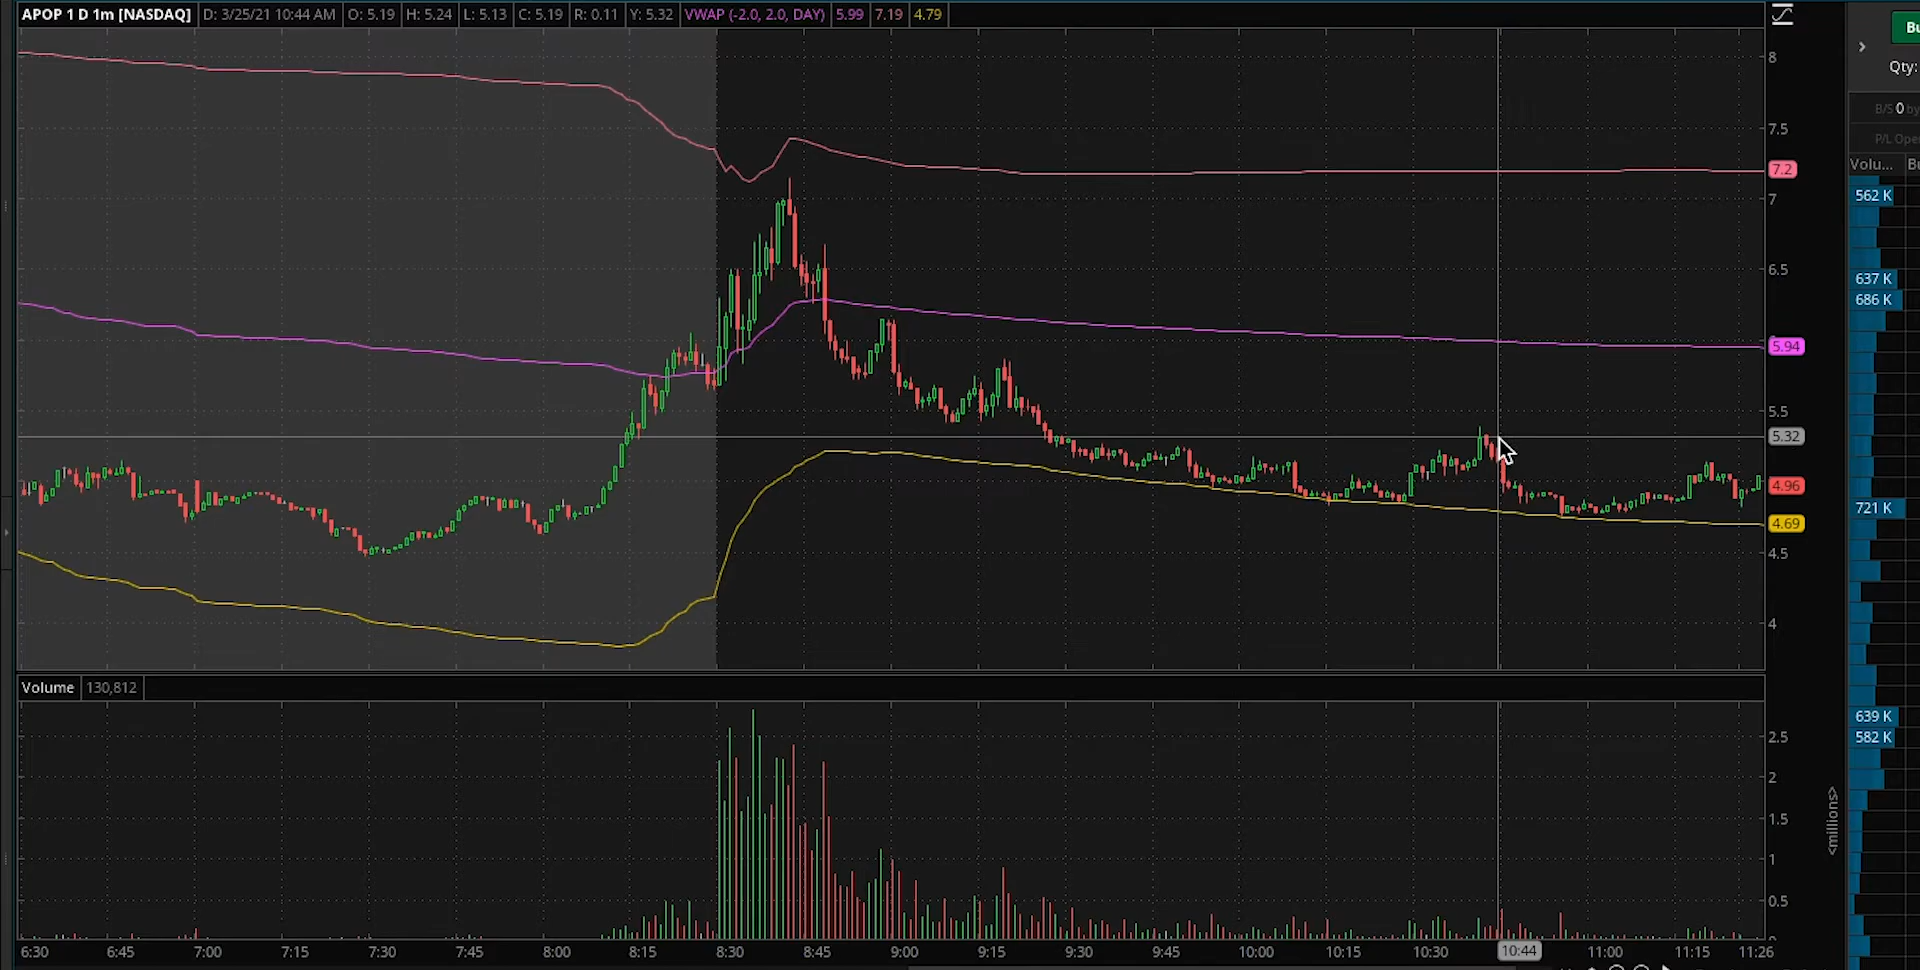 APOP 1 D 1m [NASDAQ] D: 3/25/21 10:44 AM O: 5.19 H: 5.24 L: 5.13 C: 5.19 R: 0.11 Y: 5.32 VWAP (-2.0, 2.0, DAY) 5.99 7.19 4.79
Bu
Qty:
B/S 0 by
P/L Ope
Volu... B
8
7.5
7.2
7
6.5
5.94
5.5
5.32
4.96
4.69
4.5
4
562 K
637 K
686 K
721 K
639 K
582 K
Volume 130,812
2.5
2
1.5
1
0.5
<millions>
6:30 6:45 7:00 7:15 7:30 7:45 8:00 8:15 8:30 8:45 9:00 9:15 9:30 9:45 10:00 10:15 10:30 10:44 11:00 11:15 11:26